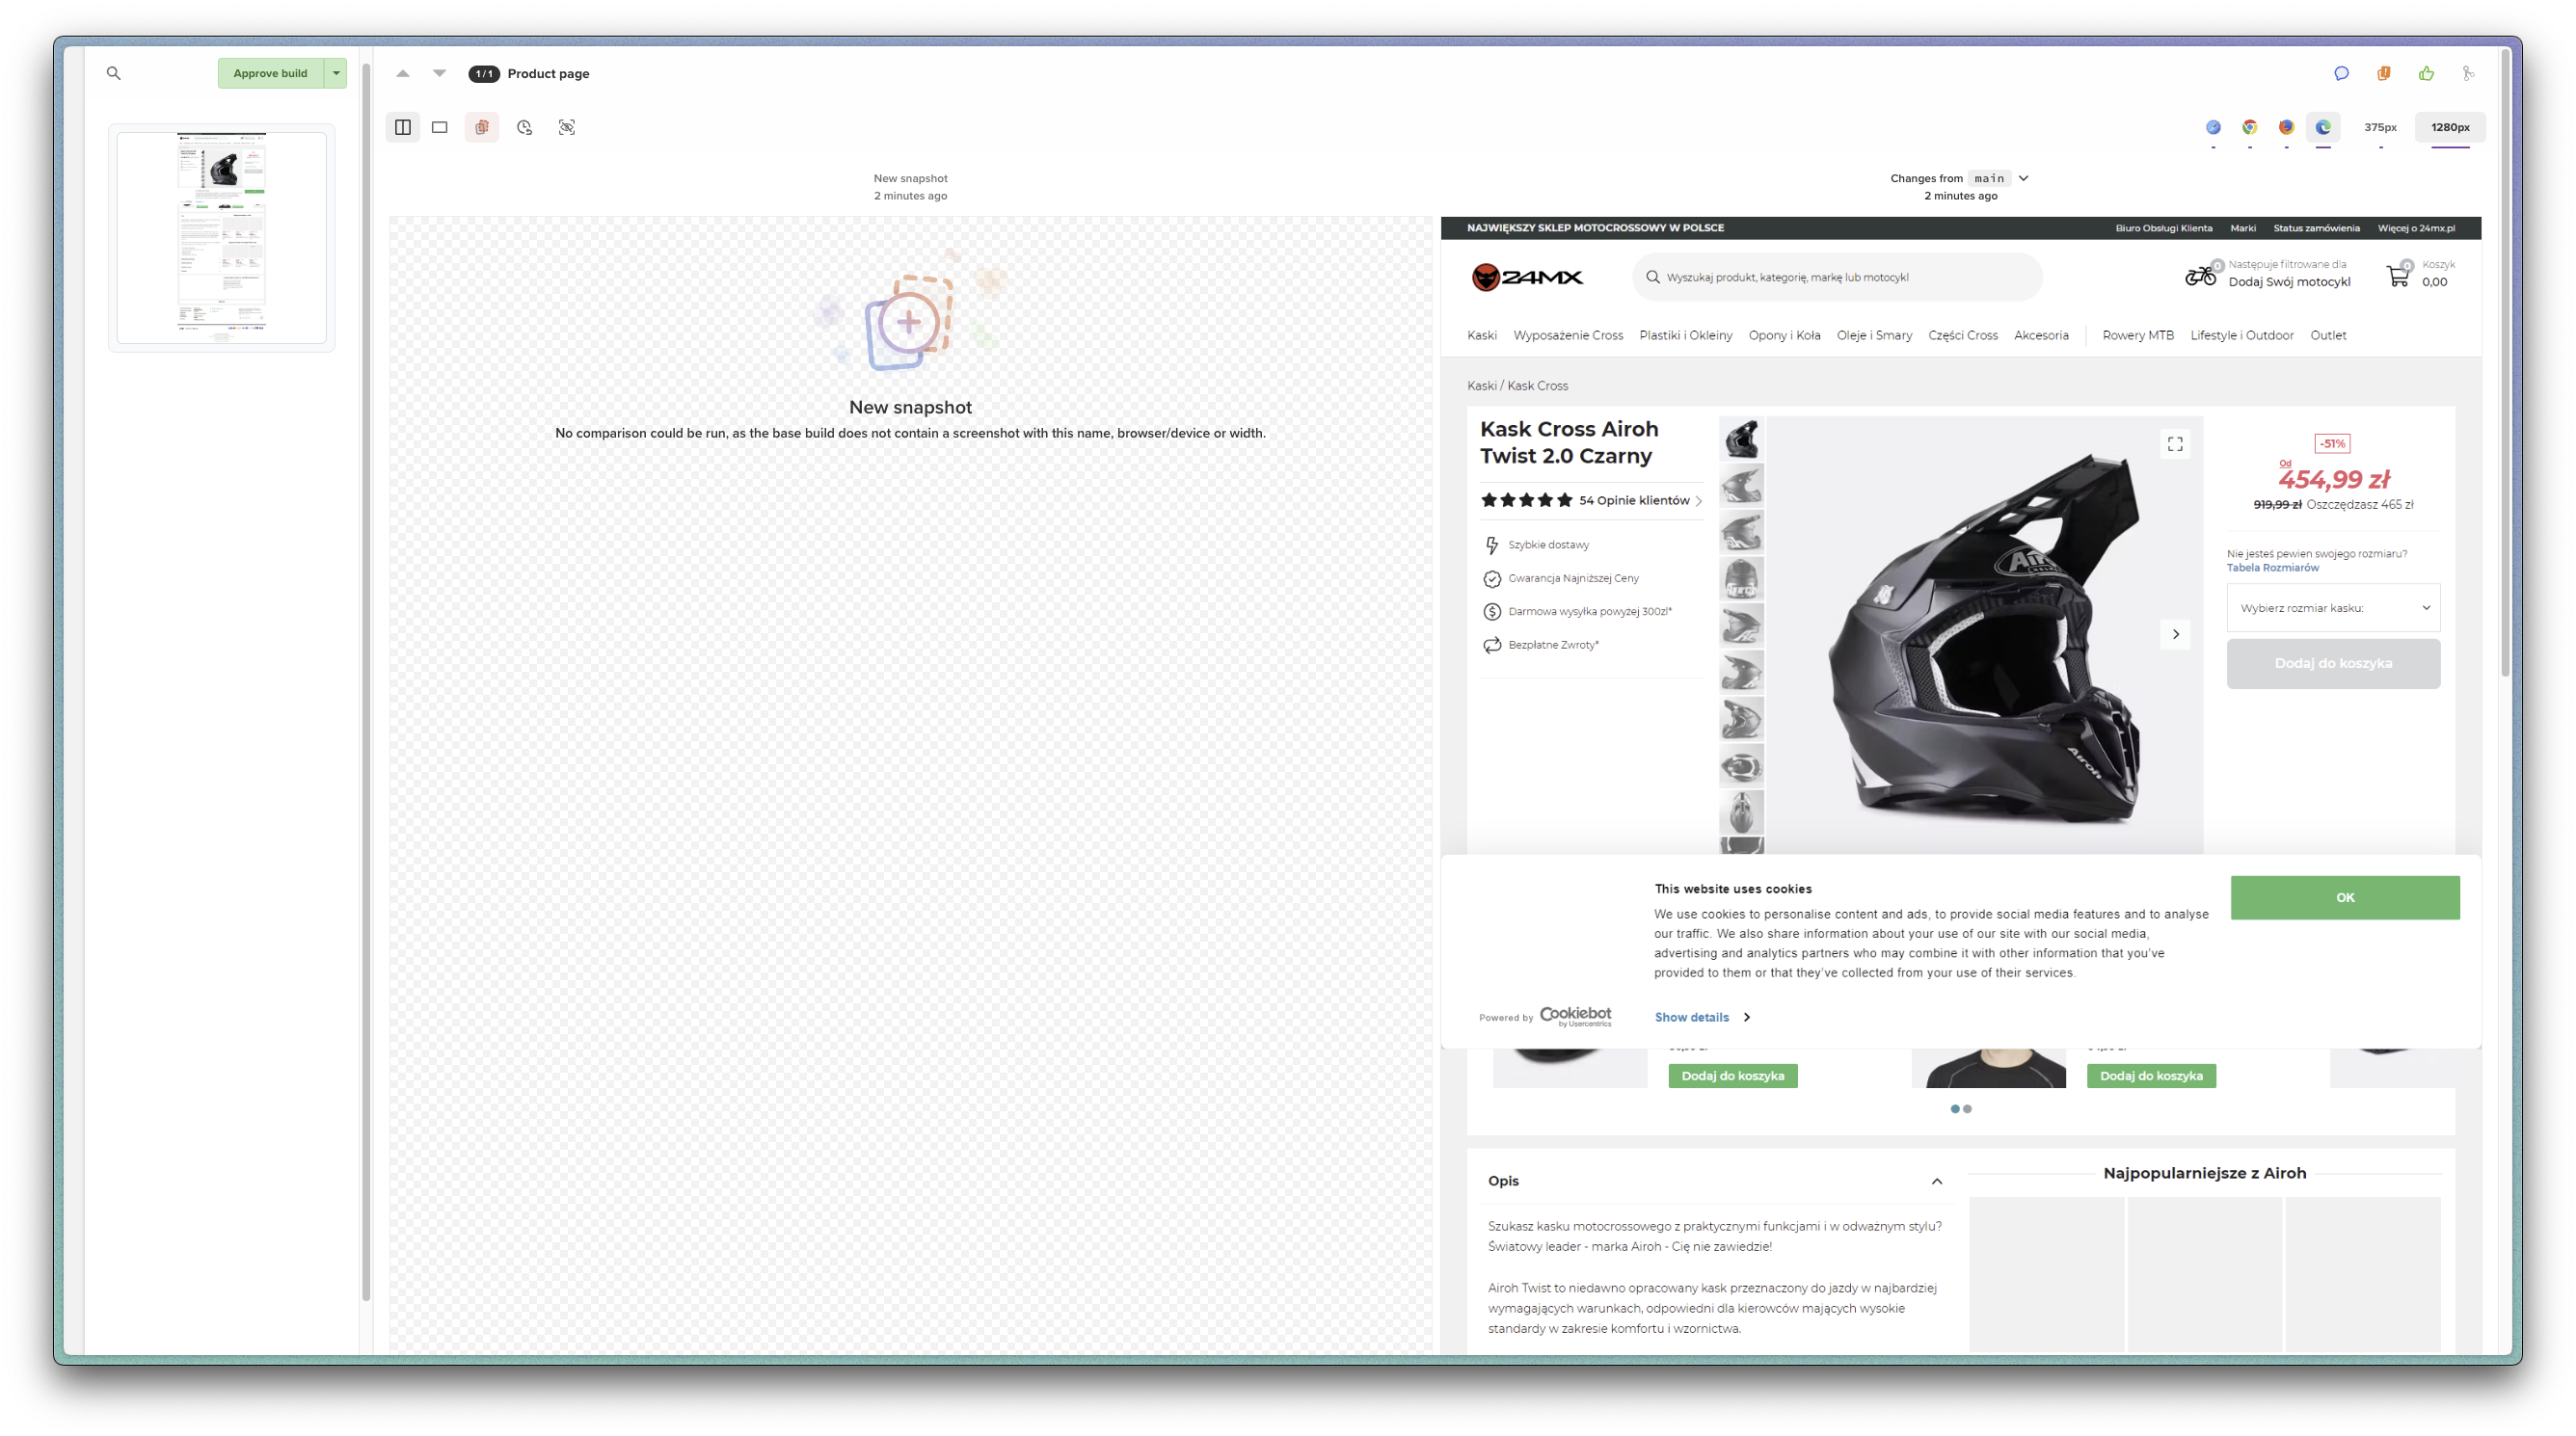 Approve build
1/1 Product page
375px
1280px
New snapshot
2 minutes ago
Changes from main
2 minutes ago
New snapshot
No comparison could be run, as the base build does not contain a screenshot with this name, browser/device or width.
NAJWIĘKSZY SKLEP MOTOCROSSOWY W POLSCE
Biuro Obsługi Klienta Marki Status zamówienia Więcej o 24mx.pl
24MX
Wyszukaj produkt, kategorię, markę lub motocykl
0 Następuje filtrowane dla
Dodaj Swój motocykl
0 Koszyk
0,00
Kaski Wyposażenie Cross Plastiki i Okleiny Opony i Koła Oleje i Smary Części Cross Akcesoria Rowery MTB Lifestyle i Outdoor Outlet
Kaski / Kask Cross
Kask Cross Airoh
Twist 2.0 Czarny
54 Opinie klientów
Szybkie dostawy
Gwarancja Najniższej Ceny
Darmowa wysyłka powyżej 300zl*
Bezpłatne Zwroty*
Airoh
-51%
Od
454,99 zł
919,99 zł Oszczędzasz 465 zł
Nie jesteś pewien swojego rozmiaru?
Tabela Rozmiarów
Wybierz rozmiar kasku:
Dodaj do koszyka
This website uses cookies
We use cookies to personalise content and ads, to provide social media features and to analyse
our traffic. We also share information about your use of our site with our social media,
advertising and analytics partners who may combine it with other information that you've
provided to them or that they've collected from your use of their services.
OK
Powered by Cookiebot
by Usercentrics
Show details
Dodaj do koszyka
Dodaj do koszyka
Opis
Szukasz kasku motocrossowego z praktycznymi funkcjami i w odważnym stylu?
Światowy leader - marka Airoh - Cię nie zawiedzie!
Airoh Twist to niedawno opracowany kask przeznaczony do jazdy w najbardziej
wymagających warunkach, odpowiedni dla kierowców mających wysokie
standardy w zakresie komfortu i wzornictwa.
Najpopularniejsze z Airoh